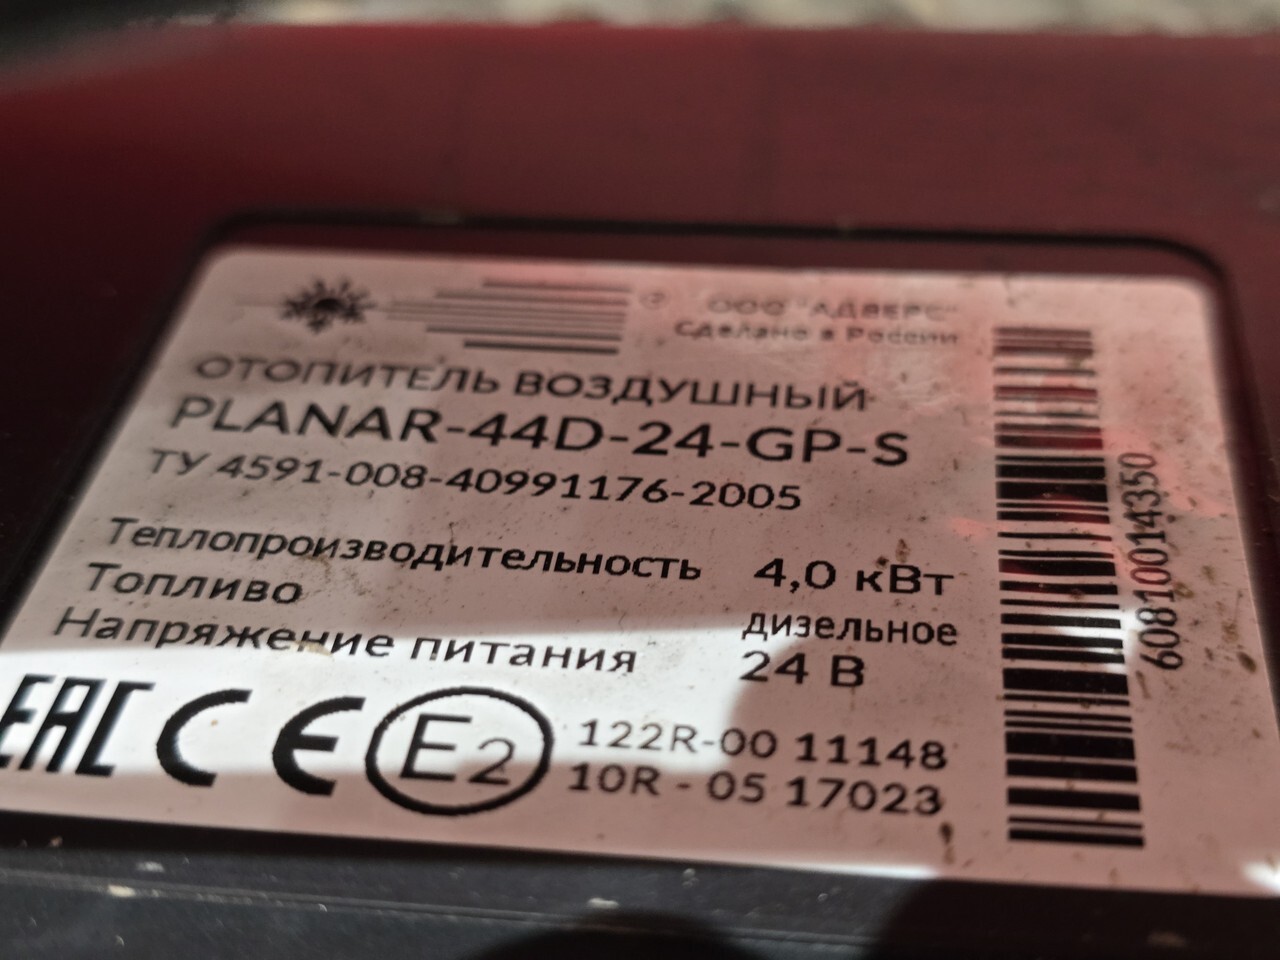 ООО "АДВЕРС"
Сделано в России
ОТОПИТЕЛЬ ВОЗДУШНЫЙ
PLANAR-44D-24-GP-S
ТУ 4591-008-40991176-2005
Теплопроизводительность 4,0 кВт
Топливо дизельное
Напряжение питания 24 В
EAC CE E2 122R-00 11148
10R - 05 17023
608100014350